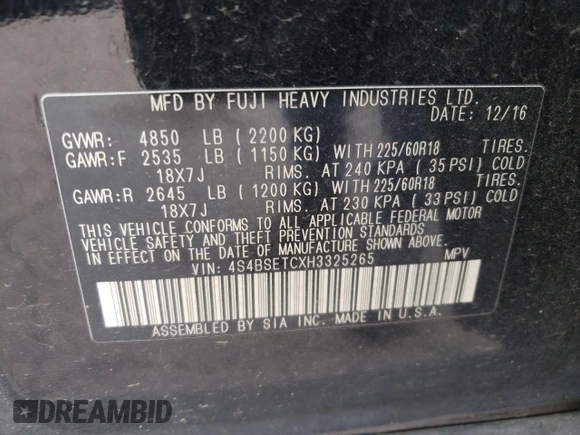 MFD BY FUJI HEAVY INDUSTRIES LTD.
DATE: 12/16
GVWR: 4850 LB (2200 KG)
GAWR:F 2535 LB (1150 KG) WITH 225/60R18 TIRES.
18X7J RIMS. AT 240 KPA (35 PSI) COLD
GAWR:R 2645 LB (1200 KG) WITH 225/60R18 TIRES.
18X7J RIMS. AT 230 KPA (33 PSI) COLD
THIS VEHICLE CONFORMS TO ALL APPLICABLE FEDERAL MOTOR
VEHICLE SAFETY AND THEFT PREVENTION STANDARDS
IN EFFECT ON THE DATE OF MANUFACTURE SHOWN ABOVE.
VIN: 4S4BSETCXH3325265 MPV
ASSEMBLED BY SIA INC. MADE IN U.S.A.
DREAMBID